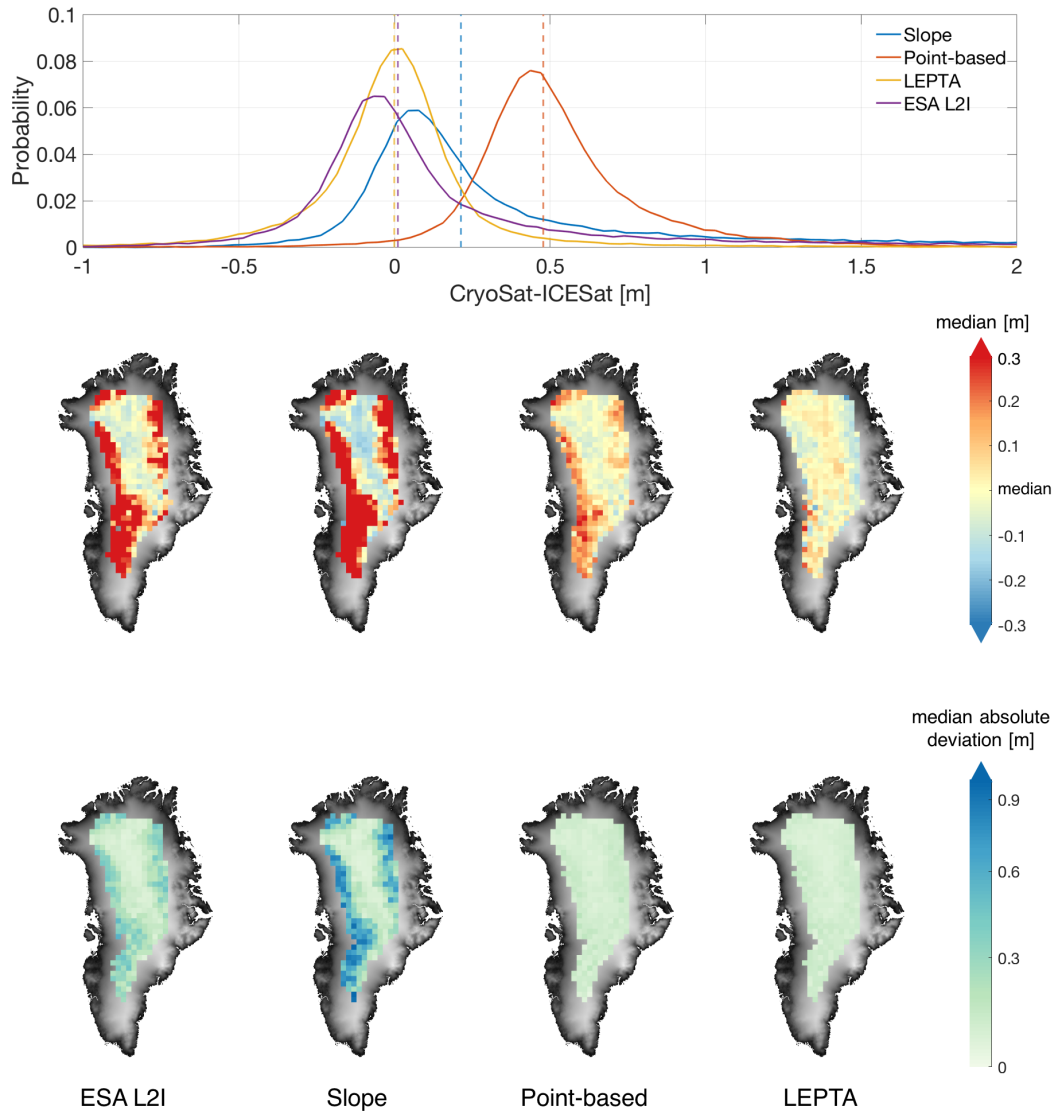 0.1
0.08
0.06
0.04
0.02
0
Probability
Slope
Point-based
LEPTA
ESA L2I
-1
-0.5
0
0.5
1
1.5
2
CryoSat-ICESat [m]
median [m]
0.3
0.2
0.1
median
-0.1
-0.2
-0.3
median absolute
deviation [m]
0.9
0.6
0.3
0
ESA L2I
Slope
Point-based
LEPTA